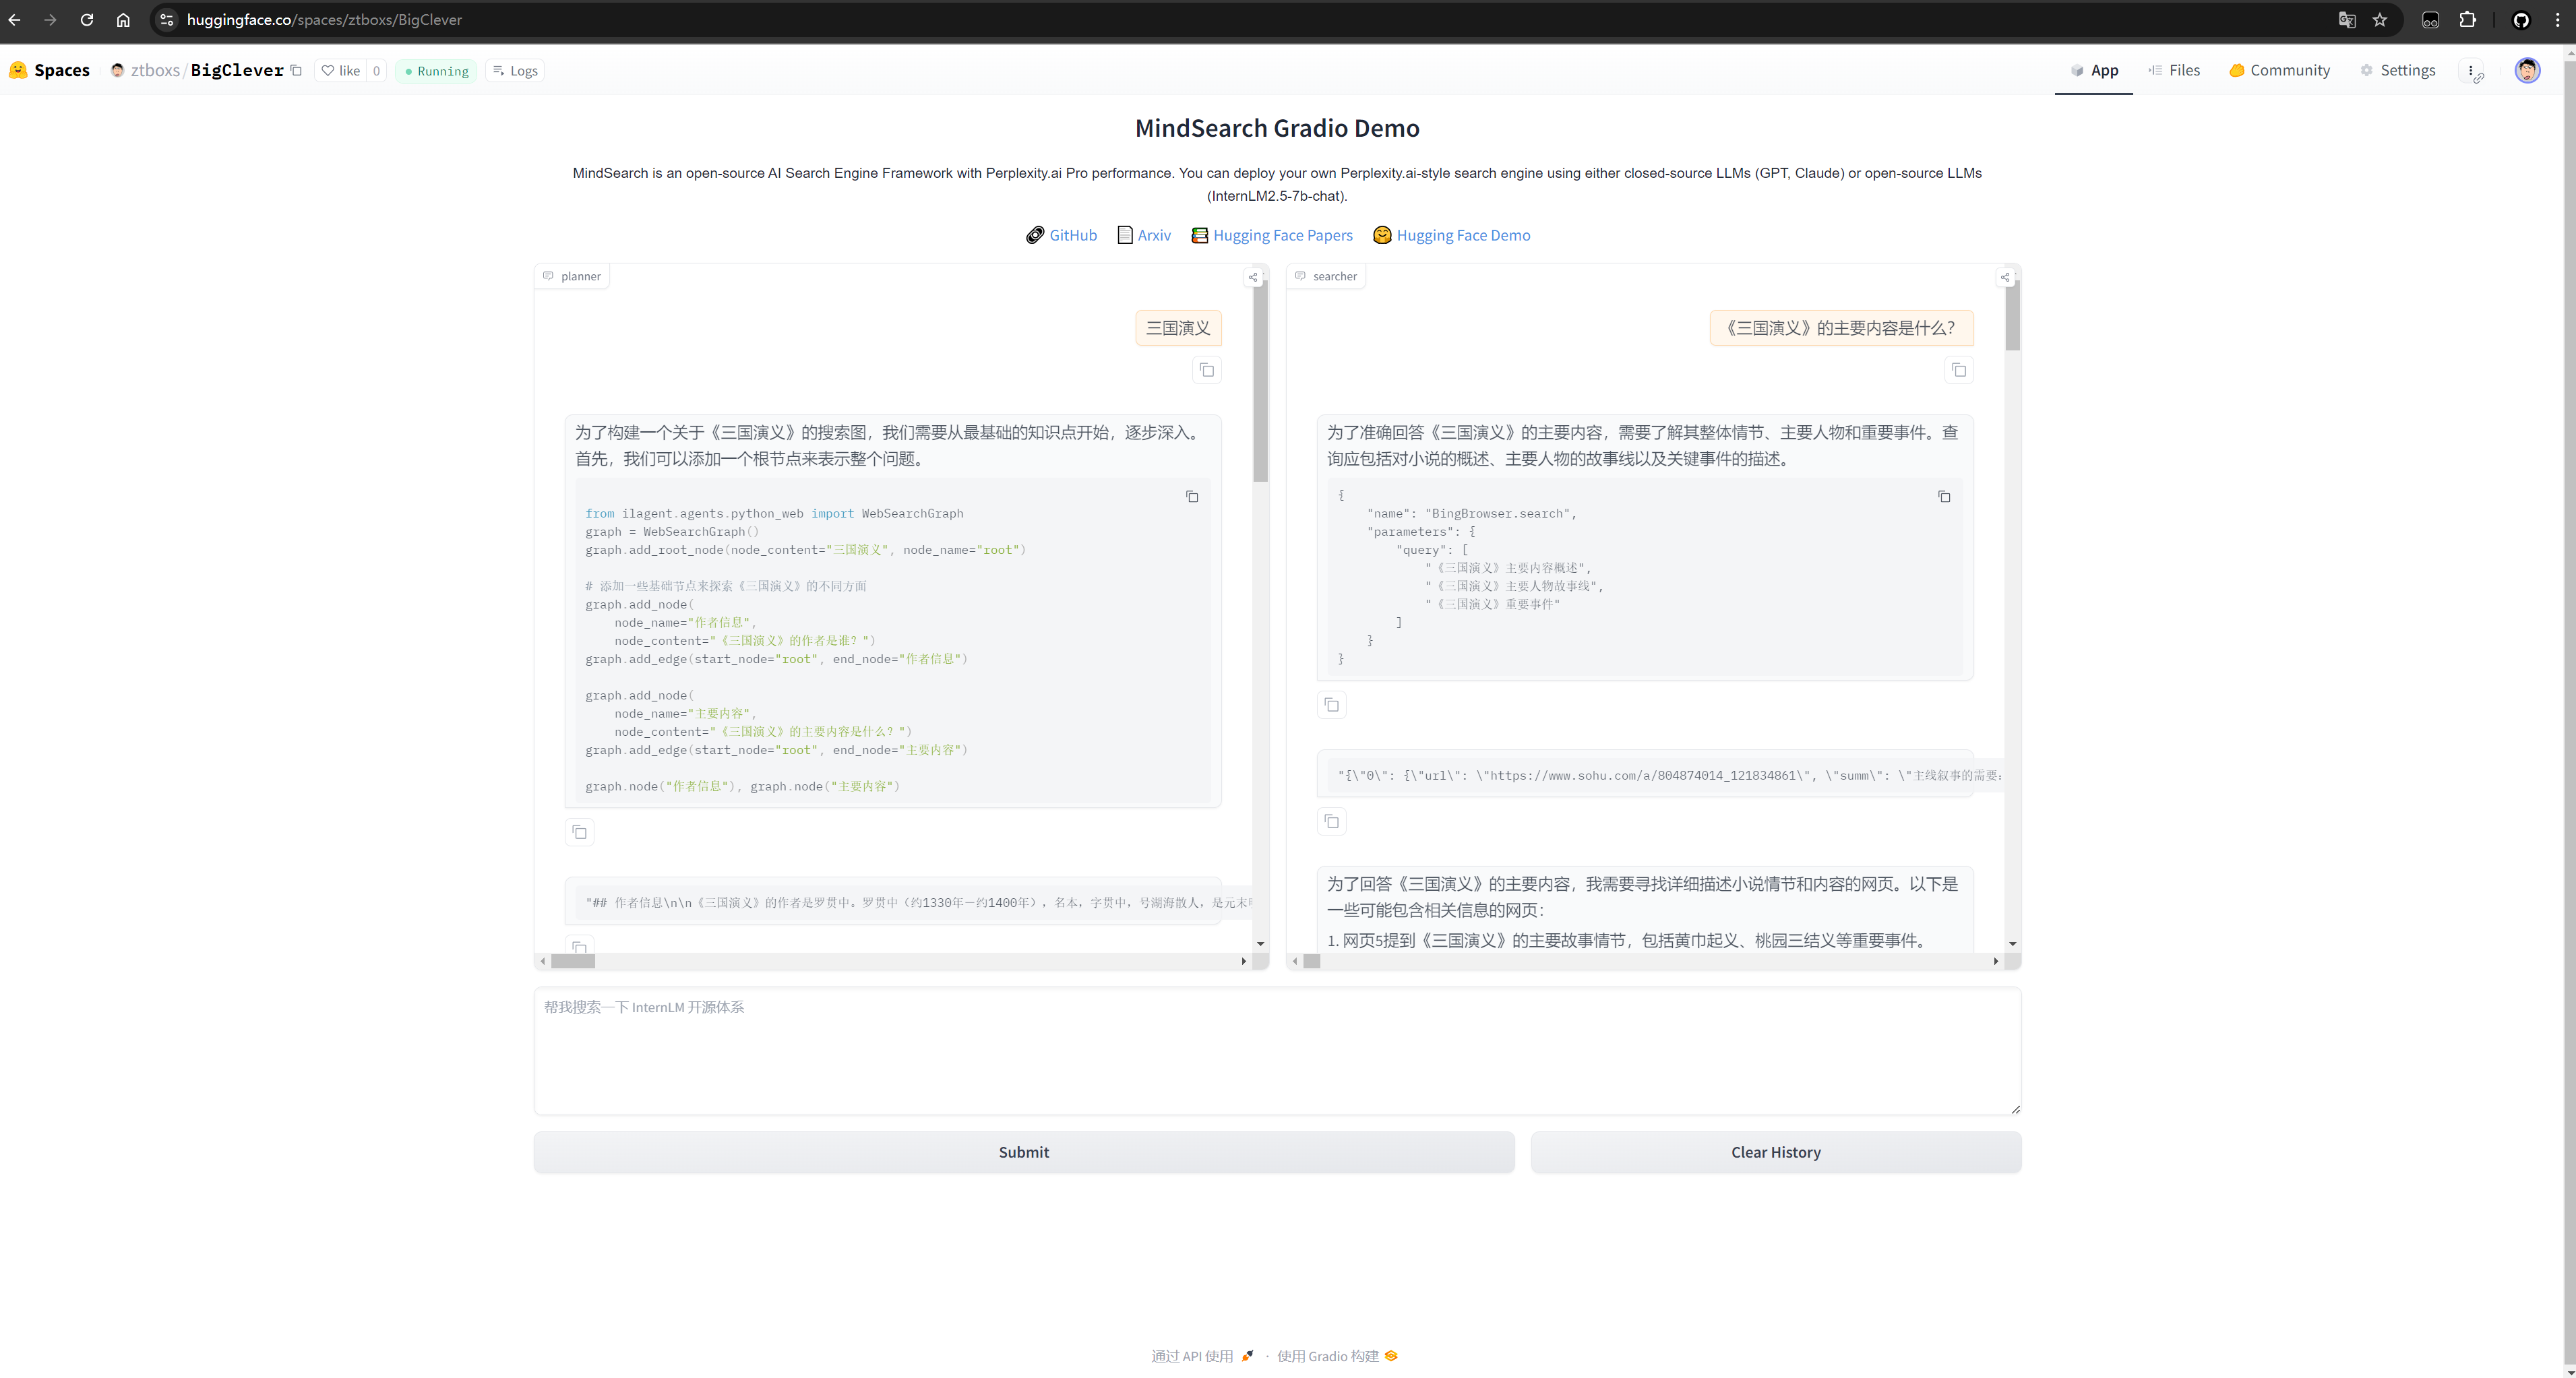 huggingface.co/spaces/ztboxs/BigClever
Spaces ztboxs/BigClever like 0 Running Logs App Files Community Settings
MindSearch Gradio Demo
MindSearch is an open-source AI Search Engine Framework with Perplexity.ai Pro performance. You can deploy your own Perplexity.ai-style search engine using either closed-source LLMs (GPT, Claude) or open-source LLMs
(InternLM2.5-7b-chat).
GitHub Arxiv Hugging Face Papers Hugging Face Demo
planner
三国演义
为了构建一个关于《三国演义》的搜索图，我们需要从最基础的知识点开始，逐步深入。
首先，我们可以添加一个根节点来表示整个问题。
from ilagent.agents.python_web import WebSearchGraph
graph = WebSearchGraph()
graph.add_root_node(node_content="三国演义", node_name="root")
# 添加一些基础节点来探索《三国演义》的不同方面
graph.add_node(
node_name="作者信息",
node_content="《三国演义》的作者是谁？")
graph.add_edge(start_node="root", end_node="作者信息")
graph.add_node(
node_name="主要内容",
node_content="《三国演义》的主要内容是什么？")
graph.add_edge(start_node="root", end_node="主要内容")
graph.node("作者信息"), graph.node("主要内容")
"## 作者信息\n\n《三国演义》的作者是罗贯中。罗贯中（约1330年－约1400年），名本，字贯中，号湖海散人，是元末
searcher
《三国演义》的主要内容是什么？
为了准确回答《三国演义》的主要内容，需要了解其整体情节、主要人物和重要事件。查
询应包括对小说的概述、主要人物的故事线以及关键事件的描述。
{
"name": "BingBrowser.search",
"parameters": {
"query": [
"《三国演义》主要内容概述",
"《三国演义》主要人物故事线",
"《三国演义》重要事件"
]
}
}
"{\"0\": {\"url\": \"https://www.sohu.com/a/804874014_121834861\", \"summ\": \"主线叙事的需要:
为了回答《三国演义》的主要内容，我需要寻找详细描述小说情节和内容的网页。以下是
一些可能包含相关信息的网页：
1. 网页5提到《三国演义》的主要故事情节，包括黄巾起义、桃园三结义等重要事件。
帮我搜索一下 InternLM 开源体系
Submit Clear History
通过 API 使用 · 使用 Gradio 构建